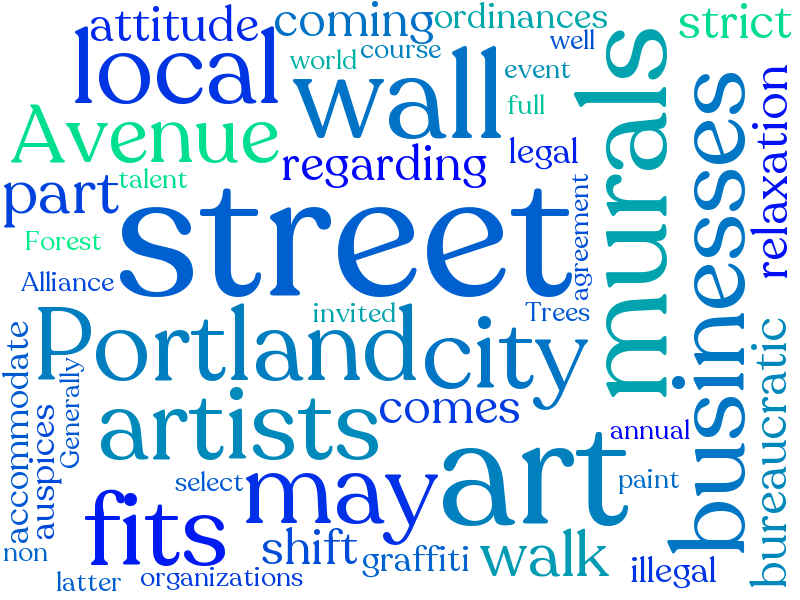 attitude
coming
ordinances
strict
local
world
course
well
wall
event
full
murals
businesses
relaxation
Avenue
regarding
legal
part
talent
street
agreement
Forest
Alliance
invited
Trees
Portland
city
accommodate
auspices
Generally
artists
comes
annual
bureaucratic
select
may
art
paint
fits
shift
graffiti
walk
illegal
non
latter
organizations